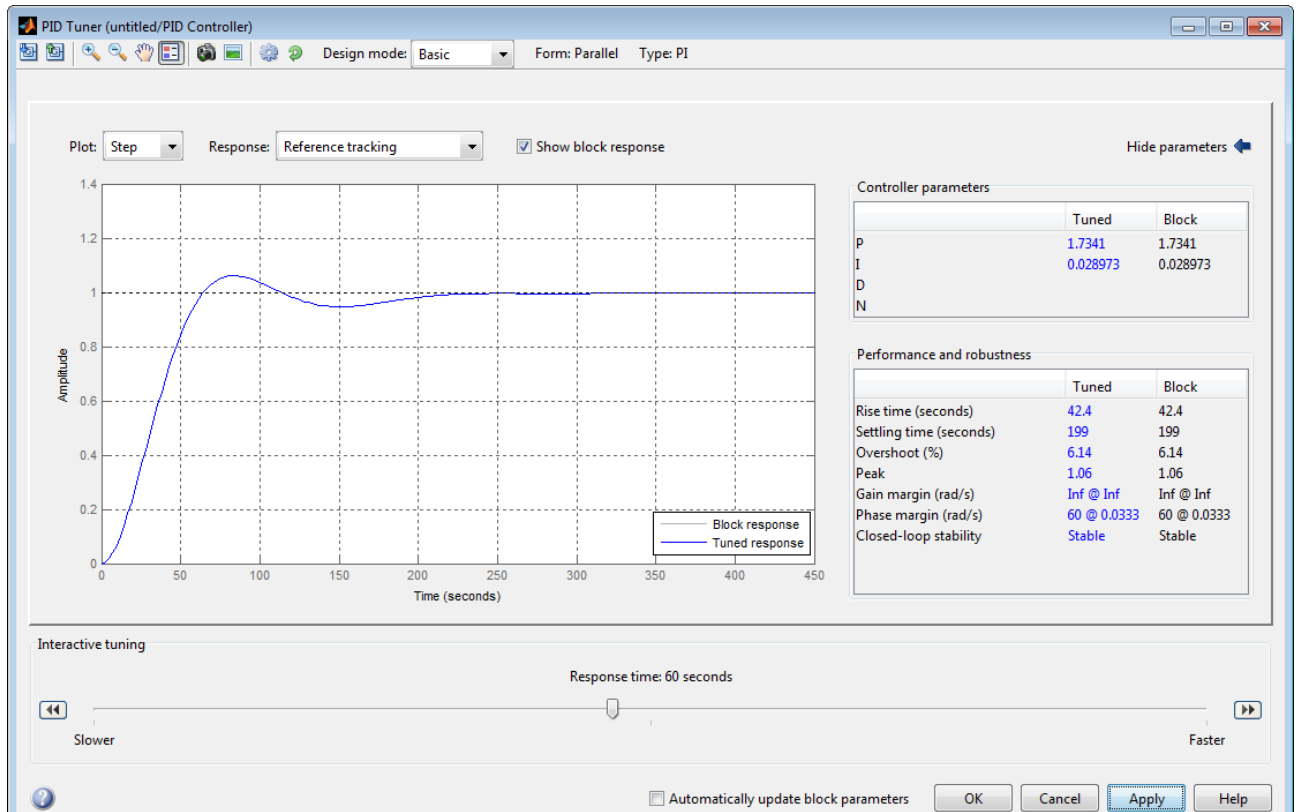 PID Tuner (untitled/PID Controller)
Design mode: Basic Form: Parallel Type: PI
Plot: Step Response: Reference tracking Show block response Hide parameters
1.4
1.2
1
0.8
0.6
0.4
0.2
0
Amplitude
0 50 100 150 200 250 300 350 400 450
Time (seconds)
Block response
Tuned response
Controller parameters
Tuned Block
P 1.7341 1.7341
I 0.028973 0.028973
D
N
Performance and robustness
Tuned Block
Rise time (seconds) 42.4 42.4
Settling time (seconds) 199 199
Overshoot (%) 6.14 6.14
Peak 1.06 1.06
Gain margin (rad/s) Inf @ Inf Inf @ Inf
Phase margin (rad/s) 60 @ 0.0333 60 @ 0.0333
Closed-loop stability Stable Stable
Interactive tuning
Response time: 60 seconds
Slower Faster
Automatically update block parameters OK Cancel Apply Help